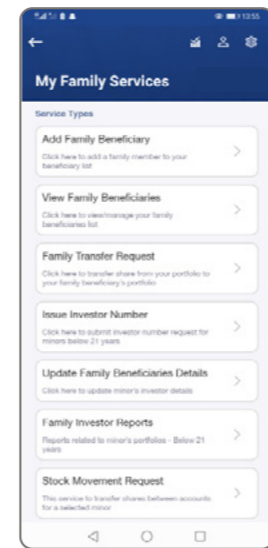 13:55
My Family Services
Service Types
Add Family Beneficiary
Click here to add a family member to your
beneficiary list
View Family Beneficiaries
Click here to view/manage your family
beneficiaries list
Family Transfer Request
Click here to transfer share from your portfolio to
your family beneficiary's portfolio
Issue Investor Number
Click here to submit investor number request for
minors below 21 years
Update Family Beneficiaries Details
Click here to update minor's investor details
Family Investor Reports
Reports related to minor's portfolios - Below 21
years
Stock Movement Request
This service to transfer shares between accounts
for a selected minor